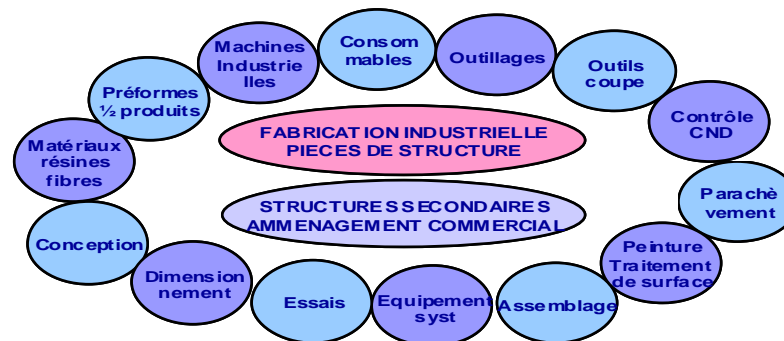 Machines
Industrie
lles
Consom
mables
Outillages
Outils
coupe
Préformes
½ produits
Contrôle
CND
Matériaux
résines
fibres
FABRICATION INDUSTRIELLE
PIECES DE STRUCTURE
Parachè
vement
STRUCTURES SECONDAIRES
AMMENAGEMENT COMMERCIAL
Conception
Peinture
Traitement
de surface
Dimension
nement
Essais
Equipement
syst
Assemblage